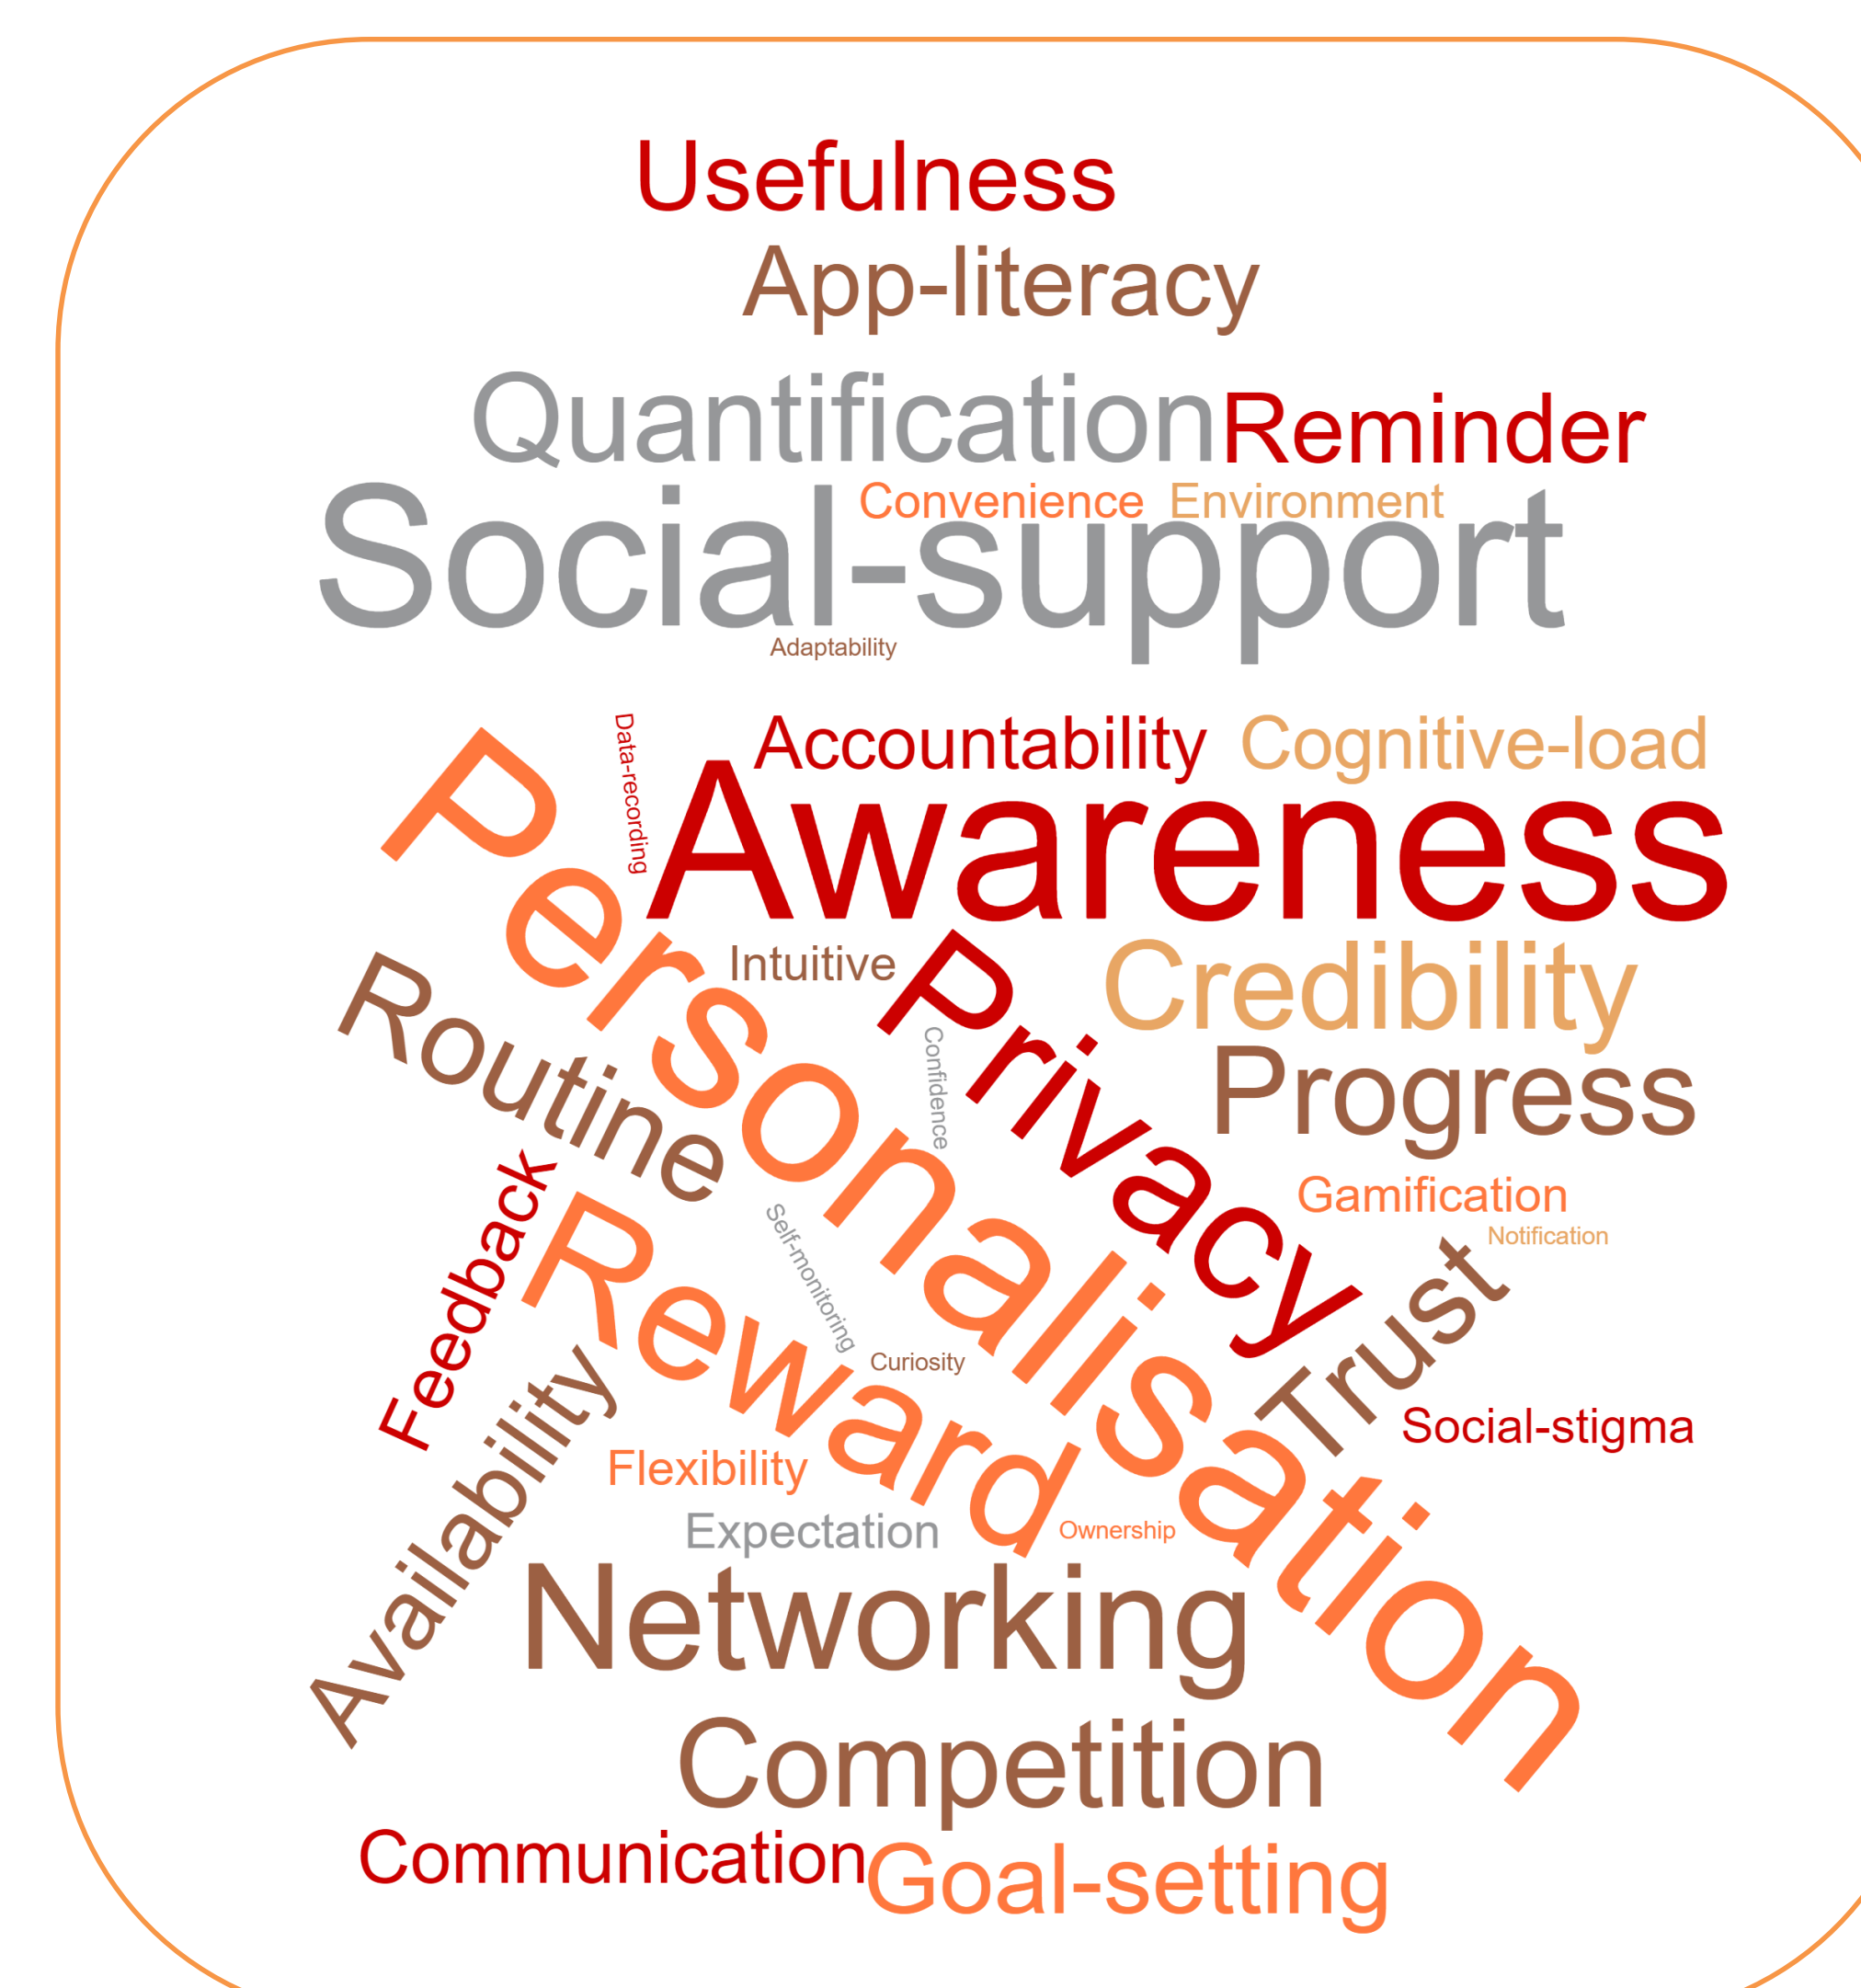 Usefulness
App-literacy
Quantification
Reminder
Convenience
Environment
Social-support
Adaptability
Data-recording
Accountability
Cognitive-load
Awareness
Personalisation
Intuitive
Privacy
Credibility
Routine
Confidence
Progress
Feedback
Reward
Self-monitoring
Gamification
Notification
Trust
Curiosity
Social-stigma
Availability
Flexibility
Expectation
Ownership
Networking
Competition
Communication
Goal-setting